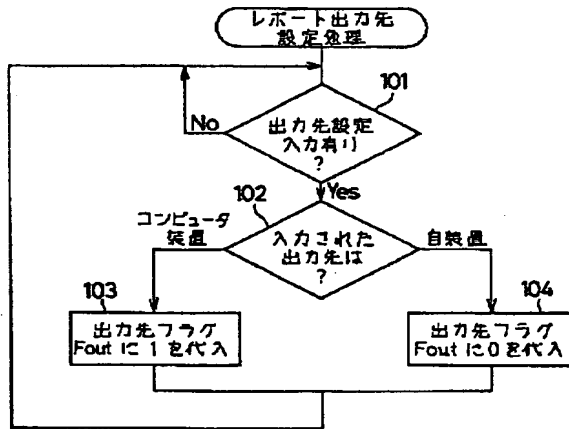 レポート出力先
設定処理
101
No
出力先設定
入力有り
?
Yes
102
コンピュータ
装置
入力された
出力先は
?
自装置
103
出力先フラグ
Foutに1を代入
104
出力先フラグ
Foutに0を代入